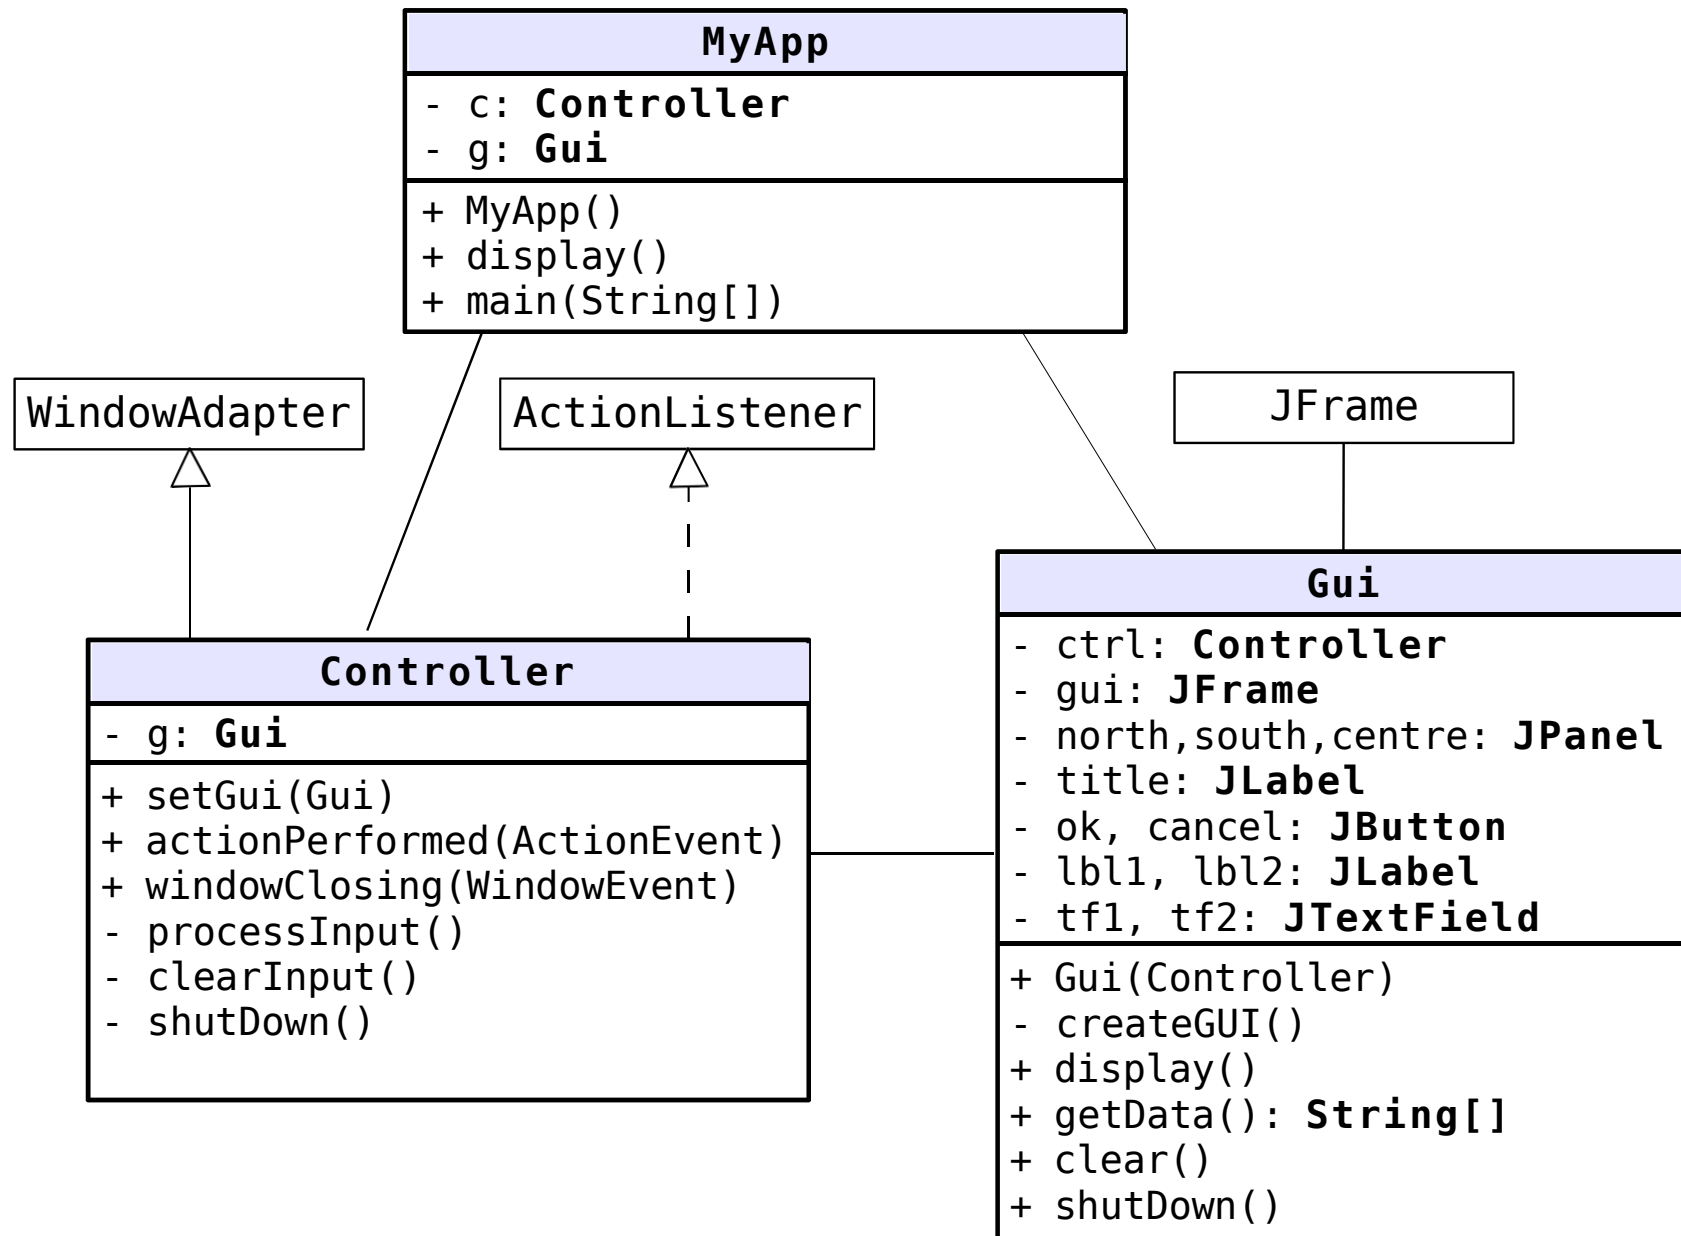 MyApp
- c: Controller
- g: Gui
+ MyApp()
+ display()
+ main(String[])
WindowAdapter
ActionListener
JFrame
Controller
- g: Gui
+ setGui(Gui)
+ actionPerformed(ActionEvent)
+ windowClosing(WindowEvent)
- processInput()
- clearInput()
- shutDown()
Gui
- ctrl: Controller
- gui: JFrame
- north,south,centre: JPanel
- title: JLabel
- ok, cancel: JButton
- lbl1, lbl2: JLabel
- tf1, tf2: JTextField
+ Gui(Controller)
- createGUI()
+ display()
+ getData(): String[]
+ clear()
+ shutDown()